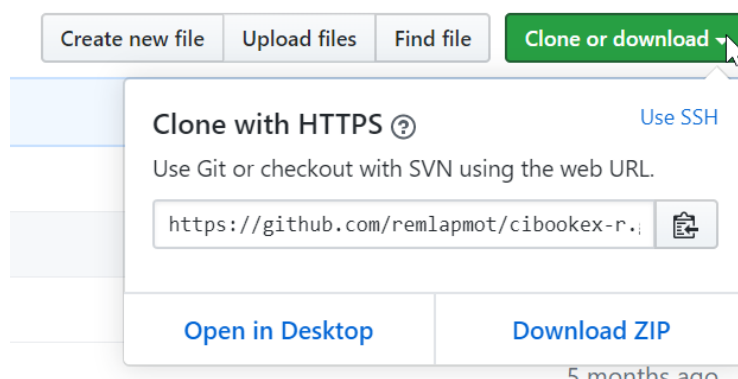 Create new file Upload files Find file Clone or download
Clone with HTTPS Use SSH
Use Git or checkout with SVN using the web URL.
https://github.com/remlapmot/cibookex-r.
Open in Desktop Download ZIP
5 months ago